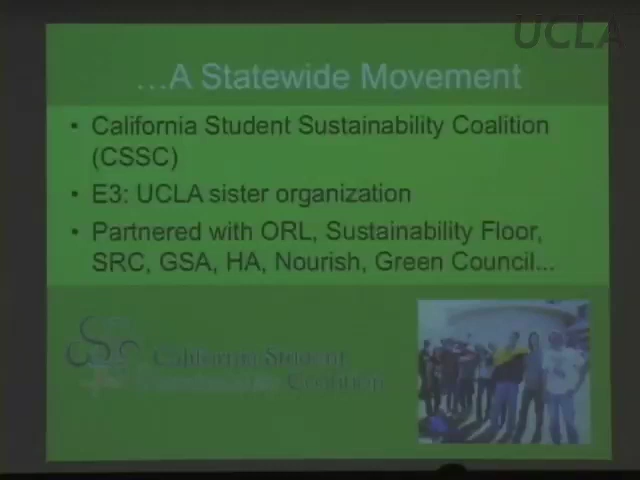 UCLA
...A Statewide Movement
• California Student Sustainability Coalition
(CSSC)
• E3: UCLA sister organization
• Partnered with ORL, Sustainability Floor,
SRC, GSA, HA, Nourish, Green Council...
California Student
Coalition